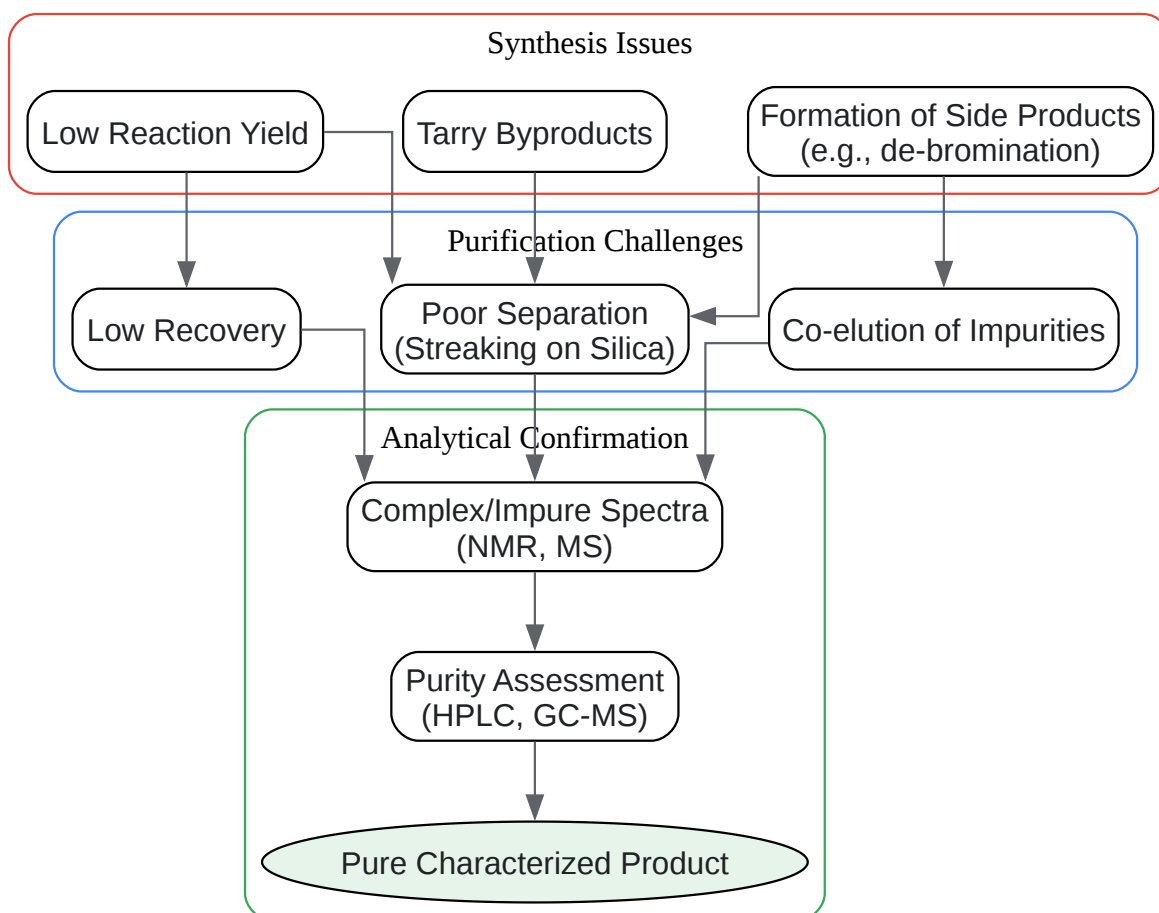 Synthesis Issues
Low Reaction Yield
Tarry Byproducts
Formation of Side Products
(e.g., de-bromination)
Purification Challenges
Low Recovery
Poor Separation
(Streaking on Silica)
Co-elution of Impurities
Analytical Confirmation
Complex/Impure Spectra
(NMR, MS)
Purity Assessment
(HPLC, GC-MS)
Pure Characterized Product